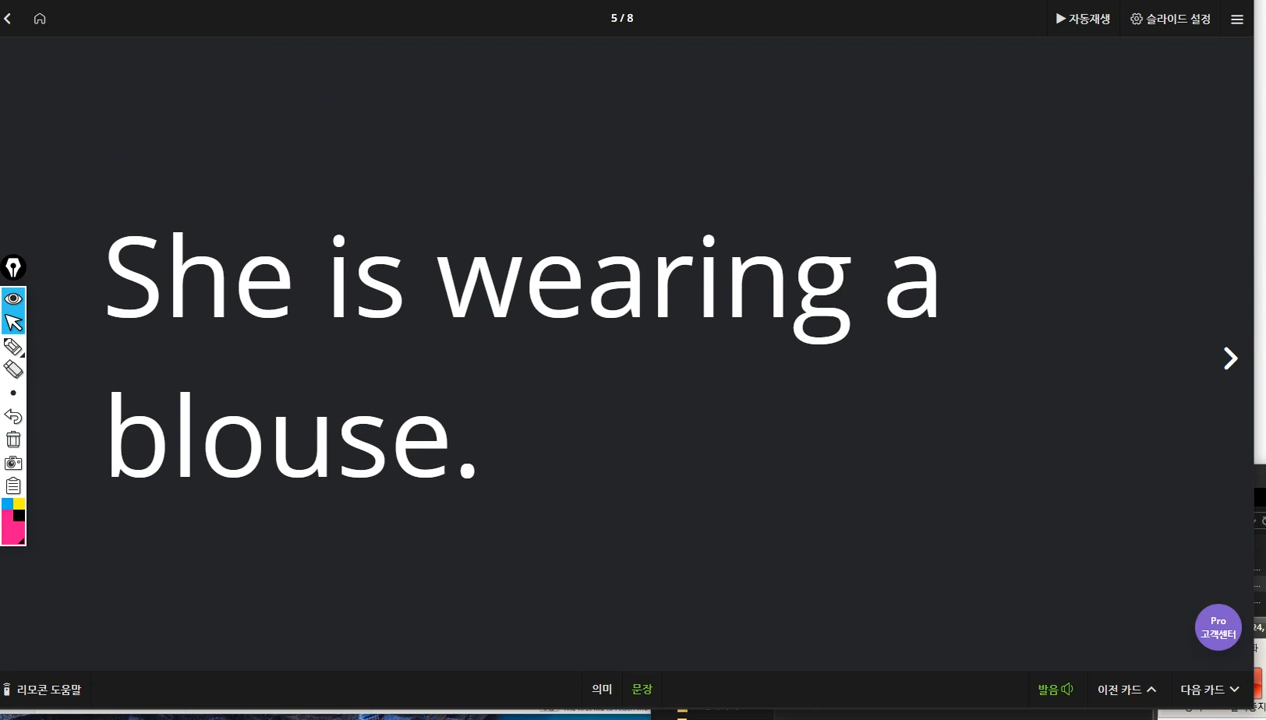 5 / 8
자동재생
슬라이드 설정
She is wearing a
blouse.
Pro
고객센터
24,
리모콘 도움말
의미
문장
발음
이전 카드
다음 카드